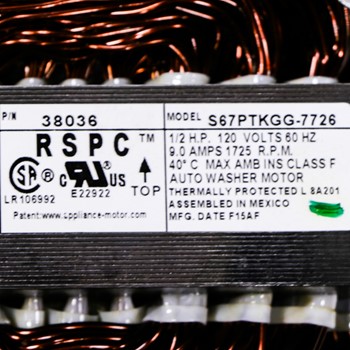 P/N 38036
MODEL S67PTKGG-7726
RSPC™
1/2 H.P. 120 VOLTS 60 HZ
9.0 AMPS 1725 R.P.M.
40° C MAX AMB INS CLASS F
AUTO WASHER MOTOR
THERMALLY PROTECTED L 8A201
ASSEMBLED IN MEXICO
MFG. DATE F15AF
SA
C US
TOP
LR106992
E22922
Patent:www.appliance-motor.com